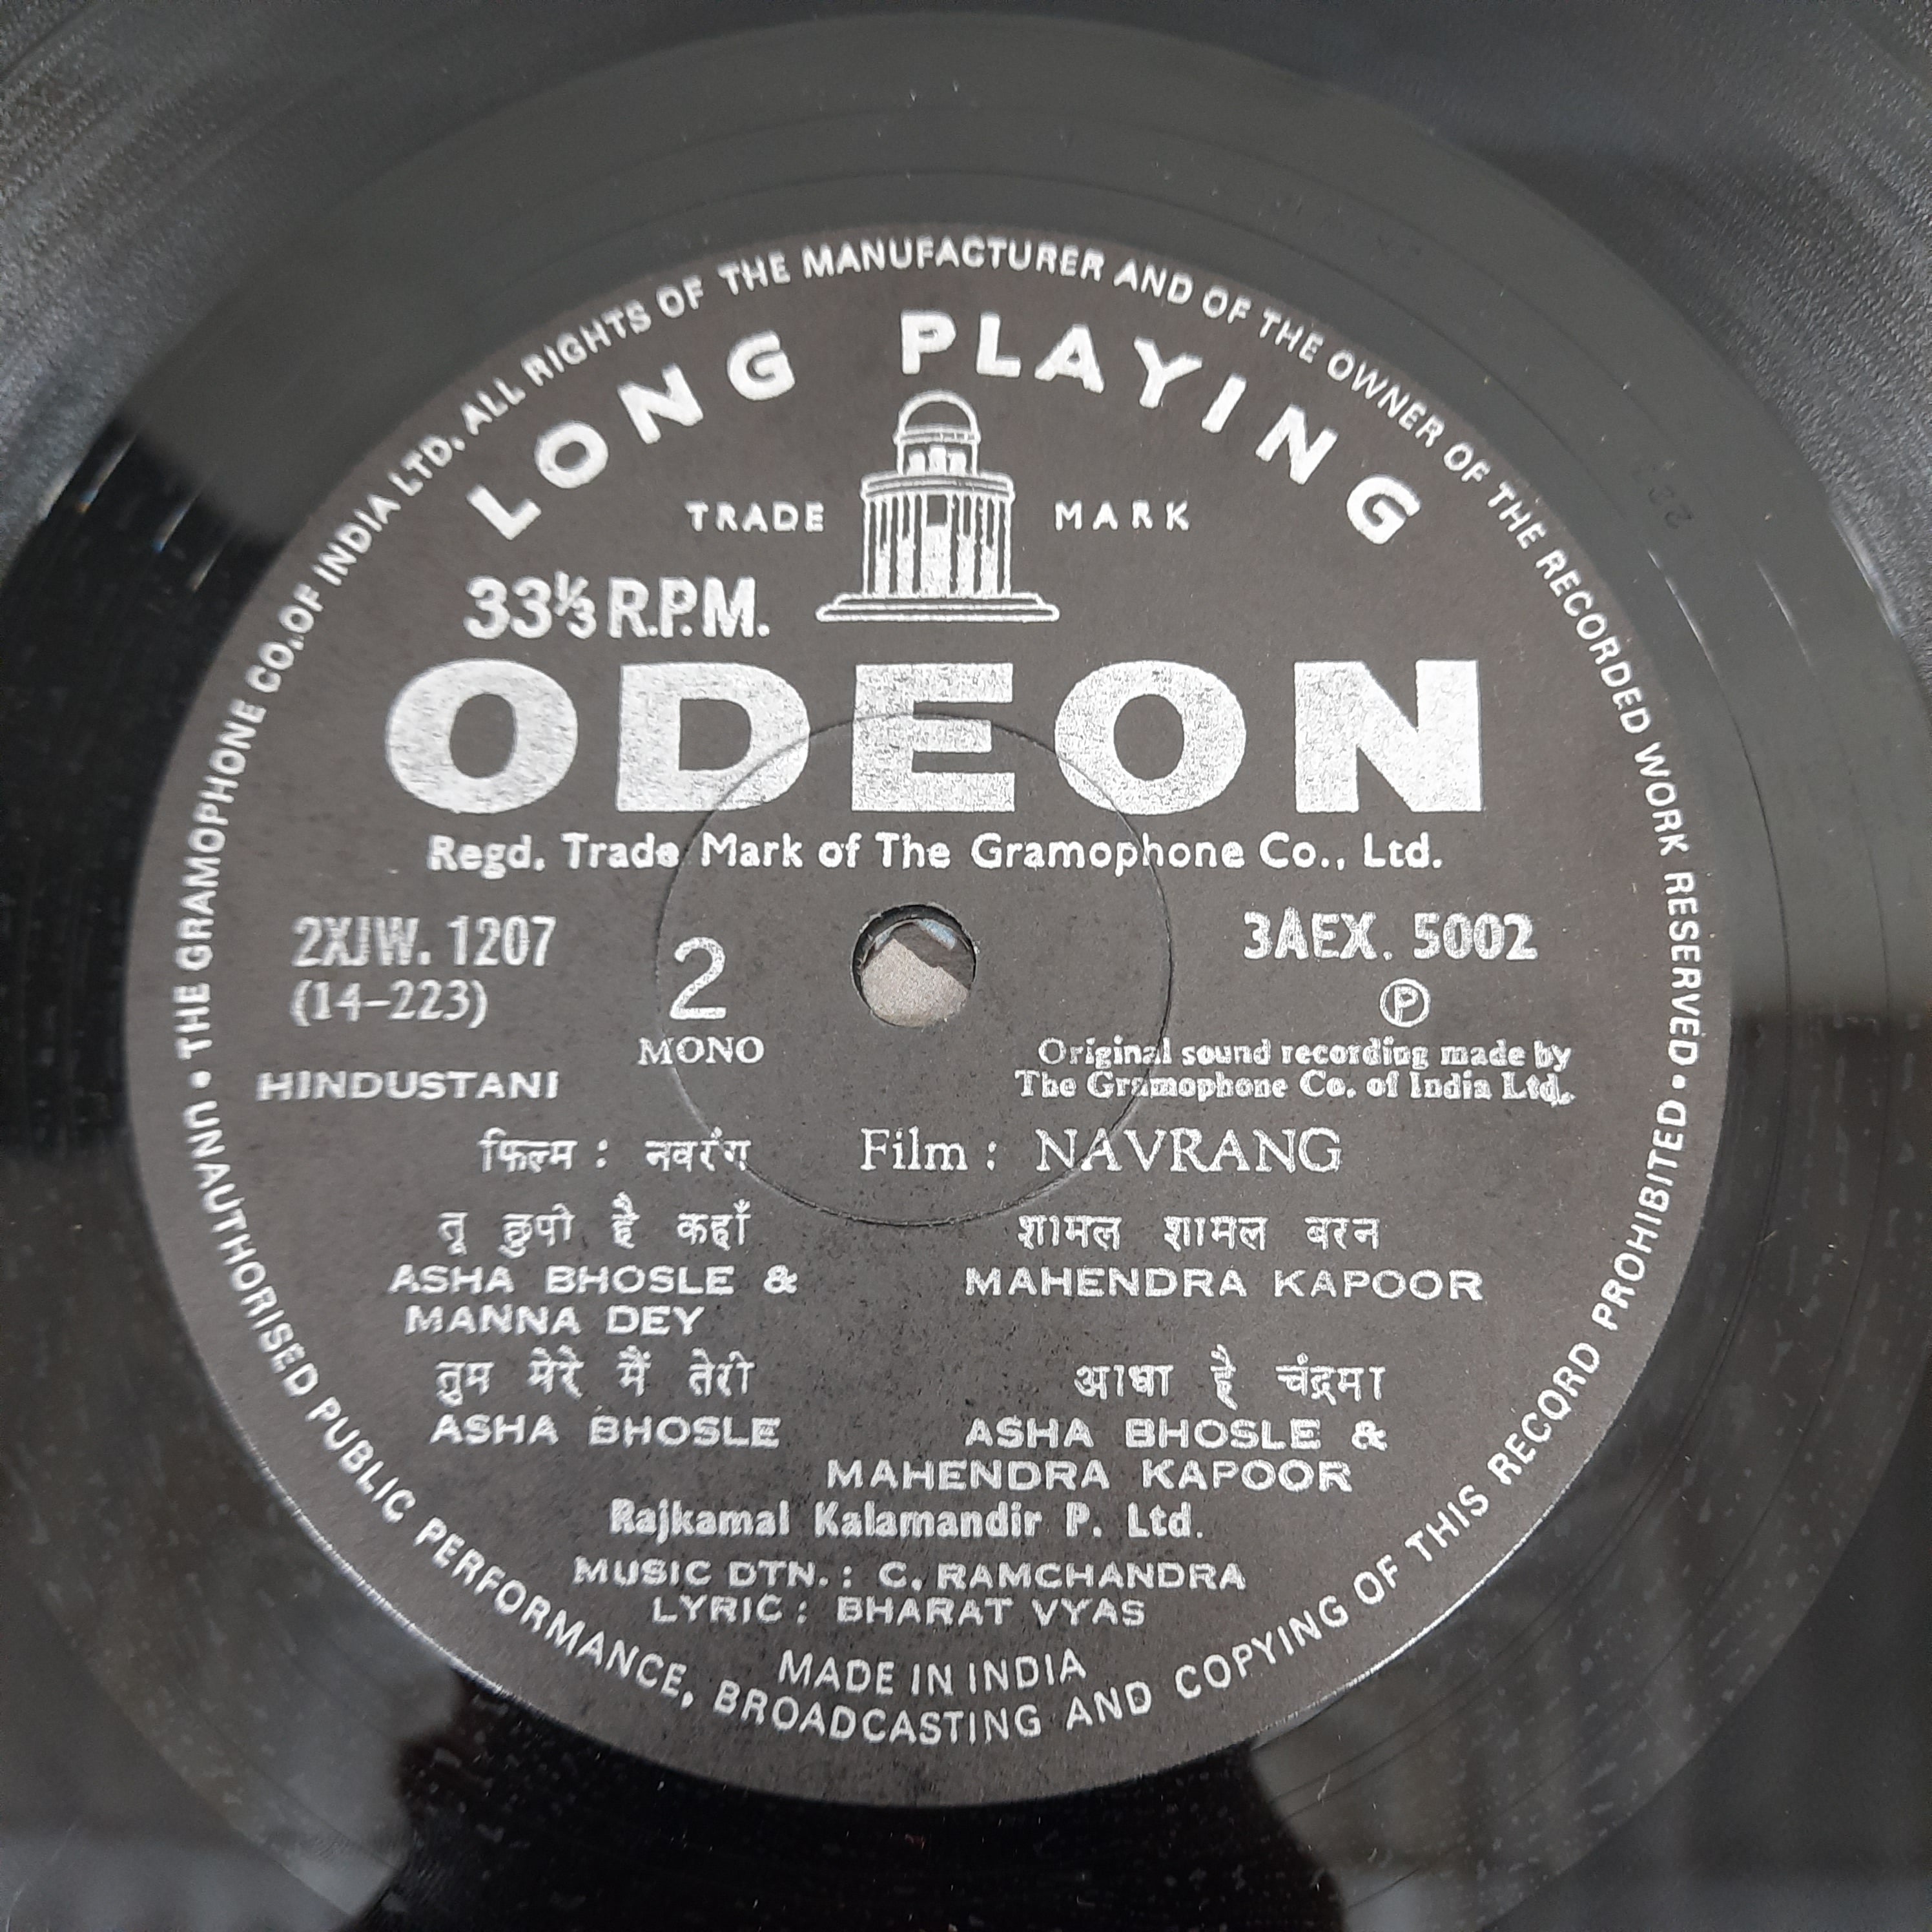 THE GRAMOPHONE CO. OF INDIA LTD. ALL RIGHTS OF THE MANUFACTURER AND OF THE OWNER OF THE RECORDED WORK RESERVED • UNAUTHORISED PUBLIC PERFORMANCE, BROADCASTING AND COPYING OF THIS RECORD PROHIBITED •
LONG PLAYING
TRADE MARK
33⅓ R.P.M.
ODEON
Regd. Trade Mark of The Gramophone Co., Ltd.
2XJW. 1207
(14-223)
2
MONO
3AEX. 5002
Ⓟ
HINDUSTANI
Original sound recording made by
The Gramophone Co. of India Ltd.
फिल्म : नवरंग Film : NAVRANG
तू छुपी है कहाँ
ASHA BHOSLE &
MANNA DEY
तुम मेरे मैं तेरी
ASHA BHOSLE
शामल शामल बरन
MAHENDRA KAPOOR
आधा है चंद्रमा
ASHA BHOSLE &
MAHENDRA KAPOOR
Rajkamal Kalamandir P. Ltd.
MUSIC DTN. : C. RAMCHANDRA
LYRIC : BHARAT VYAS
MADE IN INDIA